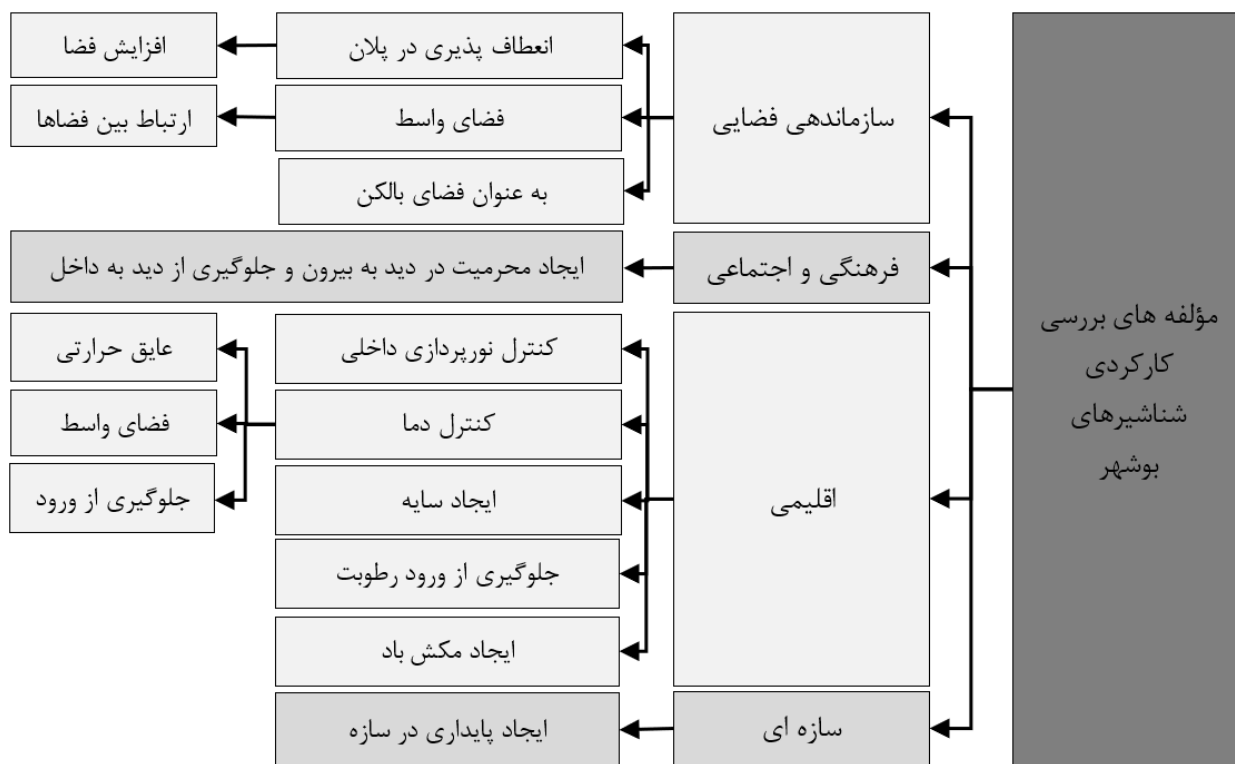 مؤلفه های بررسی
کارکردی
شناشیرهای
بوشهر
سازماندهی فضایی
انعطاف پذیری در پلان
افزایش فضا
فضای واسط
ارتباط بین فضاها
به عنوان فضای بالکن
فرهنگی و اجتماعی
ایجاد محرمیت در دید به بیرون و جلوگیری از دید به داخل
اقلیمی
کنترل نورپردازی داخلی
کنترل دما
عایق حرارتی
فضای واسط
جلوگیری از ورود
ایجاد سایه
جلوگیری از ورود رطوبت
ایجاد مکش باد
سازه ای
ایجاد پایداری در سازه